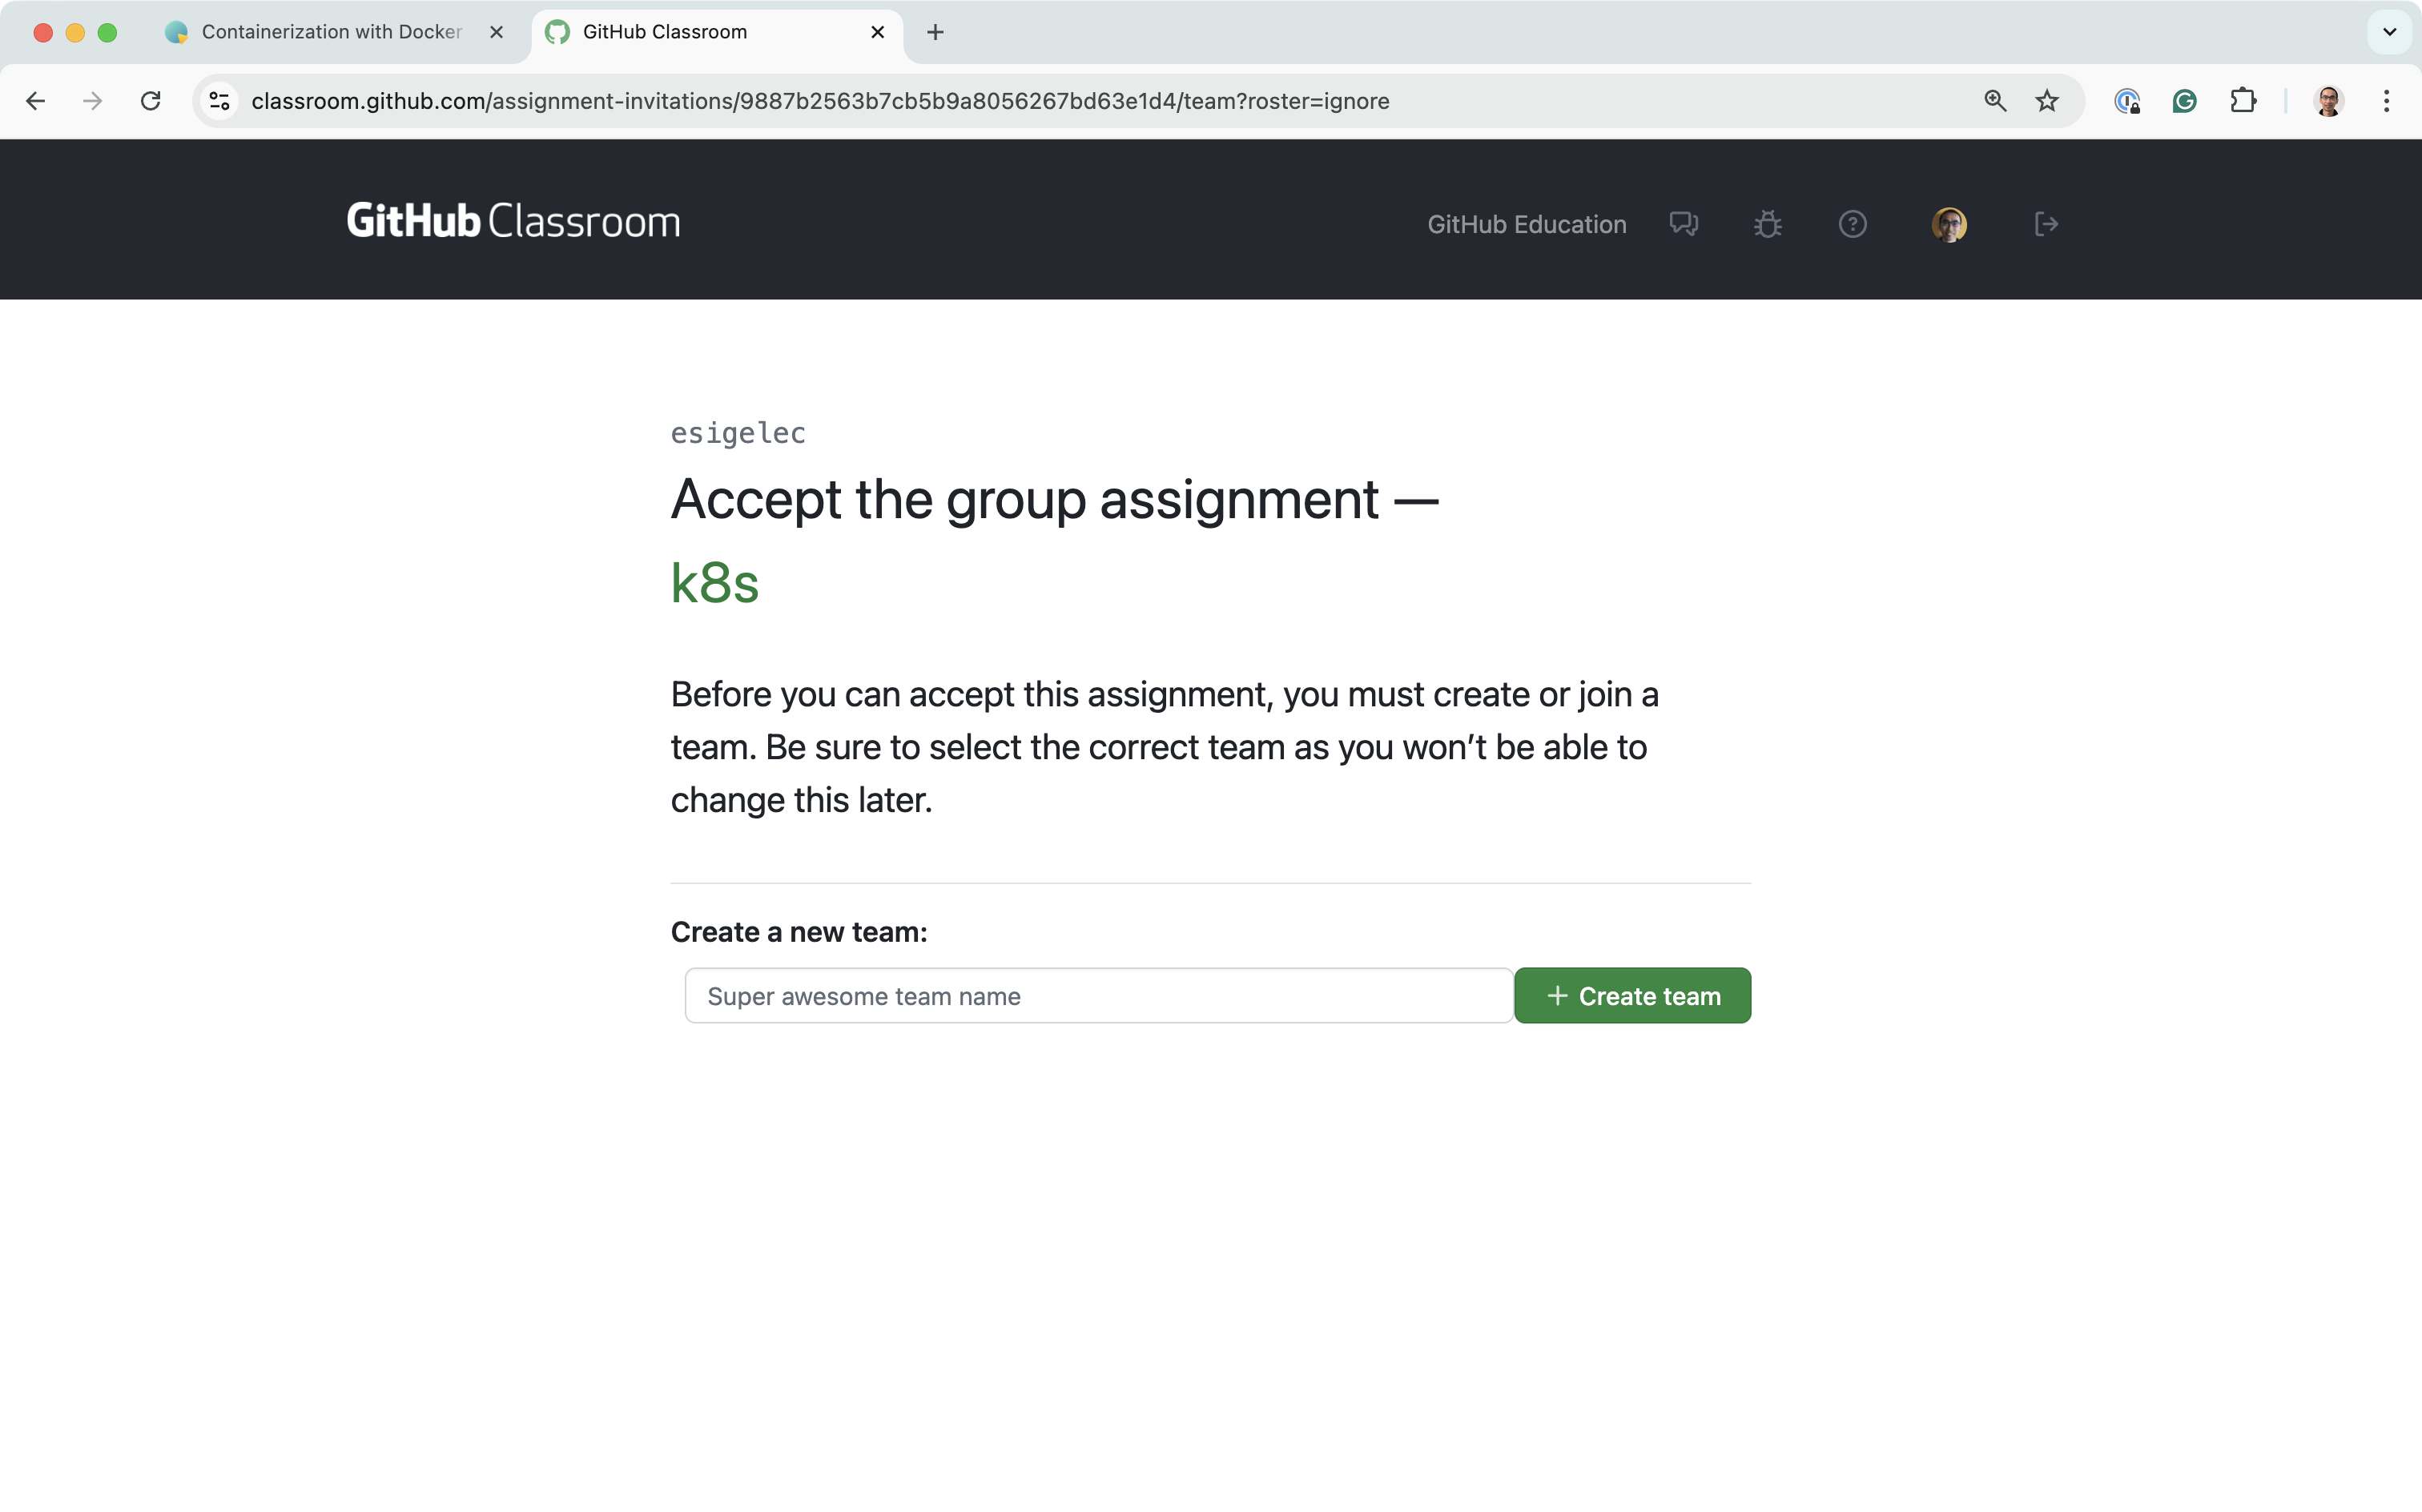 Containerization with Docker
GitHub Classroom
classroom.github.com/assignment-invitations/9887b2563b7cb5b9a8056267bd63e1d4/team?roster=ignore
GitHub Classroom
GitHub Education
esigelec
Accept the group assignment —
k8s
Before you can accept this assignment, you must create or join a
team. Be sure to select the correct team as you won’t be able to
change this later.
Create a new team:
Super awesome team name
Create team